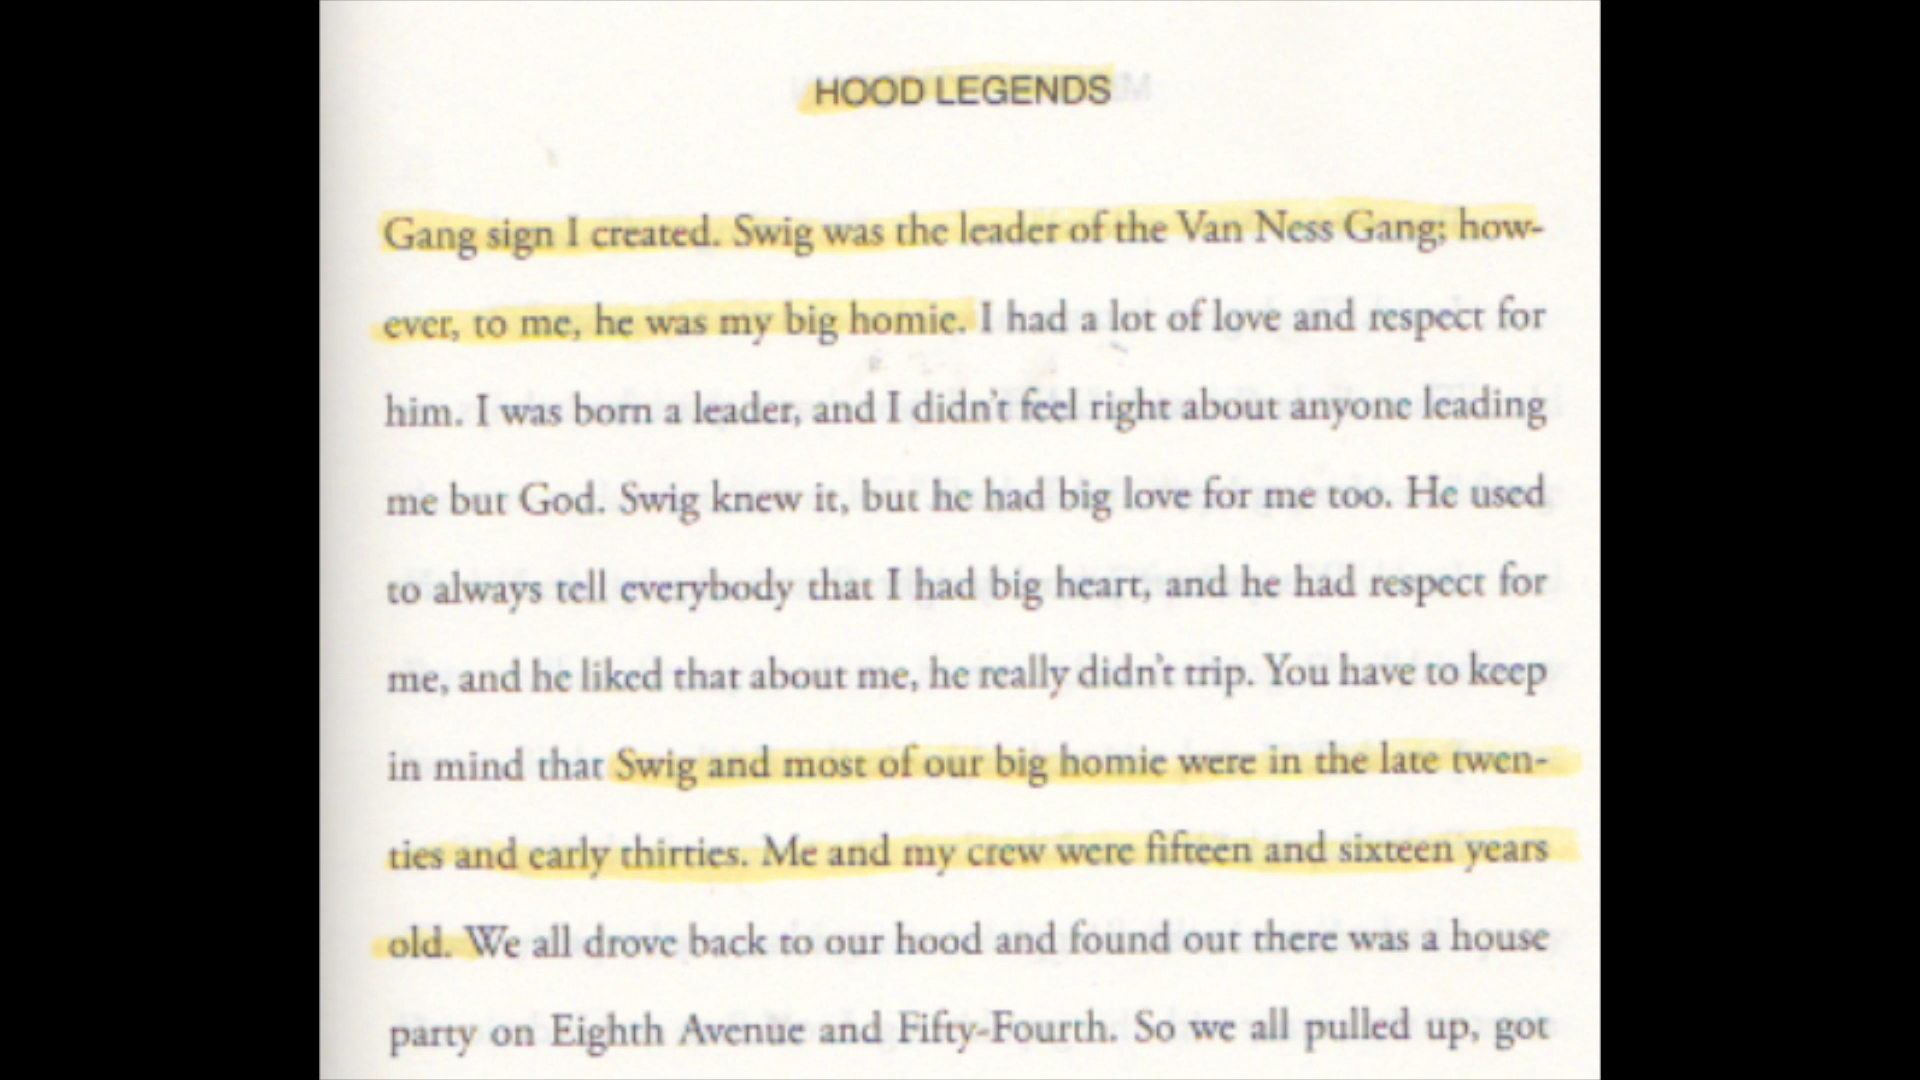 HOOD LEGENDS
Gang sign I created. Swig was the leader of the Van Ness Gang; how-
ever, to me, he was my big homie. I had a lot of love and respect for
him. I was born a leader, and I didn't feel right about anyone leading
me but God. Swig knew it, but he had big love for me too. He used
to always tell everybody that I had big heart, and he had respect for
me, and he liked that about me, he really didn't trip. You have to keep
in mind that Swig and most of our big homie were in the late twen-
ties and early thirties. Me and my crew were fifteen and sixteen years
old. We all drove back to our hood and found out there was a house
party on Eighth Avenue and Fifty-Fourth. So we all pulled up, got